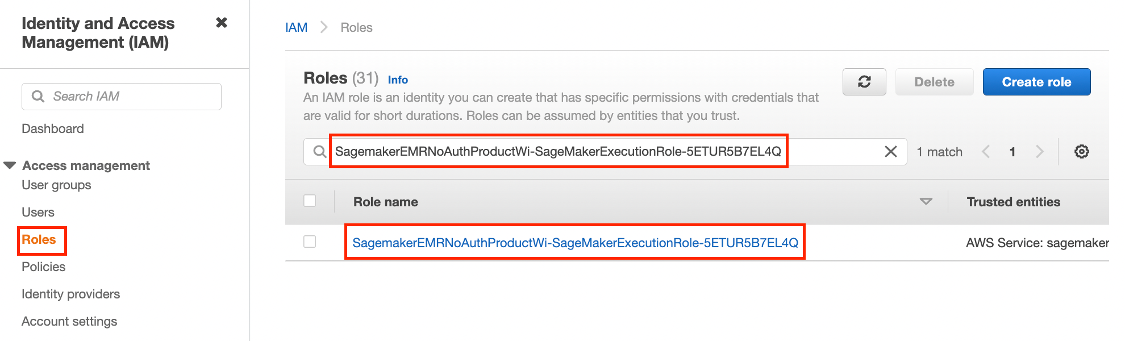 Identity and Access
Management (IAM)
Search IAM
Dashboard
Access management
User groups
Users
Roles
Policies
Identity providers
Account settings
IAM > Roles
Roles (31) Info
An IAM role is an identity you can create that has specific permissions with credentials that
are valid for short durations. Roles can be assumed by entities that you trust.
Delete
Create role
SagemakerEMRNoAuthProductWi-SageMakerExecutionRole-5ETUR5B7EL4Q
1 match
1
Role name
Trusted entities
SagemakerEMRNoAuthProductWi-SageMakerExecutionRole-5ETUR5B7EL4Q
AWS Service: sagemaker